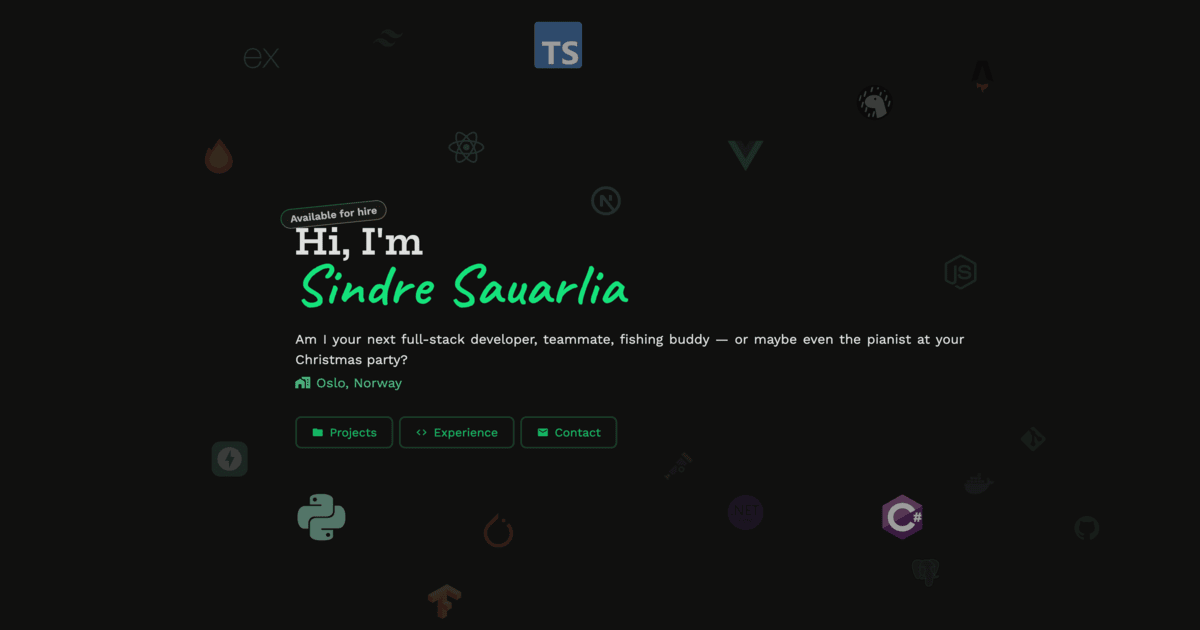 ex
TS
Available for hire
Hi, I'm
Sindre Sauarlia
Am I your next full-stack developer, teammate, fishing buddy — or maybe even the pianist at your
Christmas party?
Oslo, Norway
Projects
Experience
Contact
N
JS
NET
C#